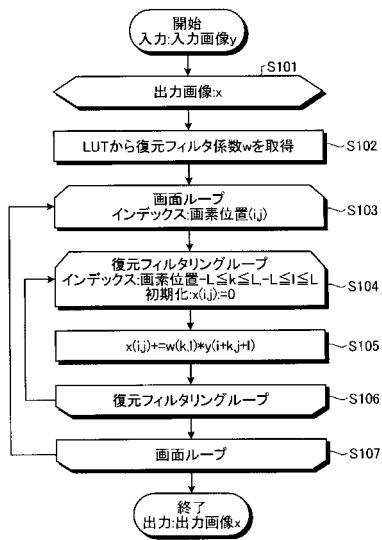 開始
入力:入力画像y
S101
出力画像:x
LUTから復元フィルタ係数wを取得
S102
画面ループ
インデックス:画素位置(i,j)
S103
復元フィルタリングループ
インデックス:画素位置-L≦k≦L,-L≦l≦L
初期化:x(i,j):=0
S104
x(i,j)+=w(k,l)*y(i+k,j+l)
S105
復元フィルタリングループ
S106
画面ループ
S107
終了
出力:出力画像x